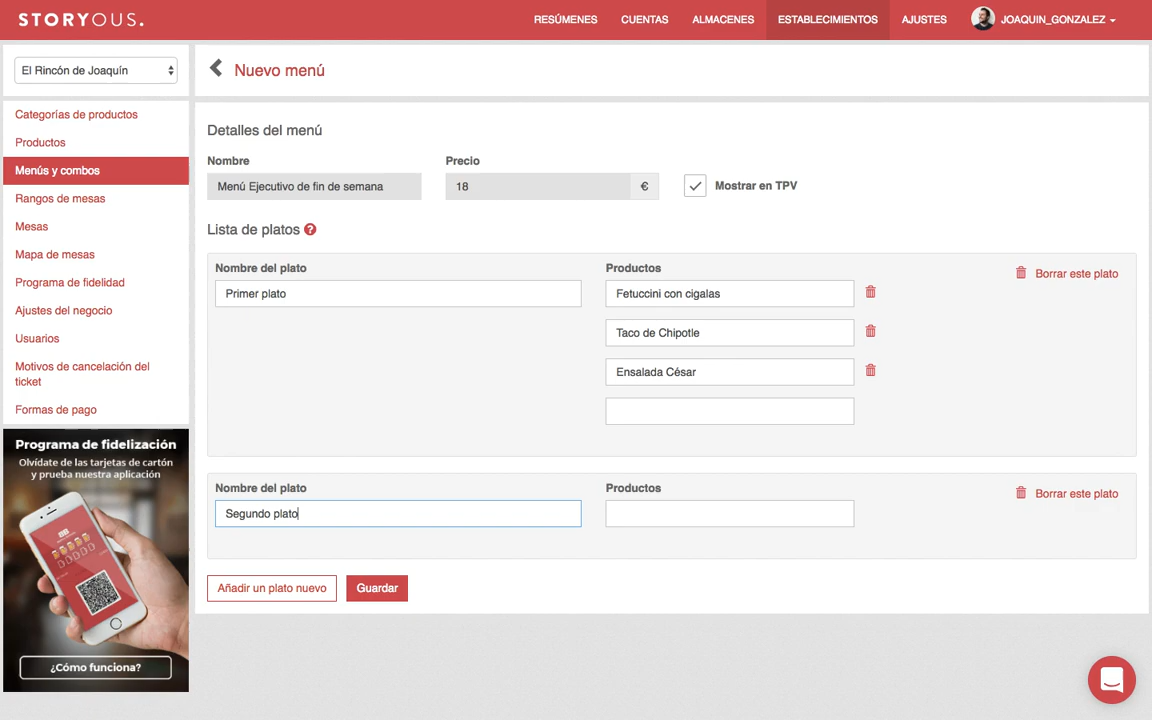 STORYOUS.
RESÚMENES
CUENTAS
ALMACENES
ESTABLECIMIENTOS
AJUSTES
JOAQUIN_GONZALEZ
El Rincón de Joaquín
Categorías de productos
Productos
Menús y combos
Rangos de mesas
Mesas
Mapa de mesas
Programa de fidelidad
Ajustes del negocio
Usuarios
Motivos de cancelación del
ticket
Formas de pago
Programa de fidelización
Olvídate de las tarjetas de cartón
y prueba nuestra aplicación
¿Cómo funciona?
Nuevo menú
Detalles del menú
Nombre
Precio
Menú Ejecutivo de fin de semana
18
€
Mostrar en TPV
Lista de platos ?
Nombre del plato
Productos
Borrar este plato
Primer plato
Fetuccini con cigalas
Taco de Chipotle
Ensalada César
Nombre del plato
Productos
Borrar este plato
Segundo plato
Añadir un plato nuevo
Guardar